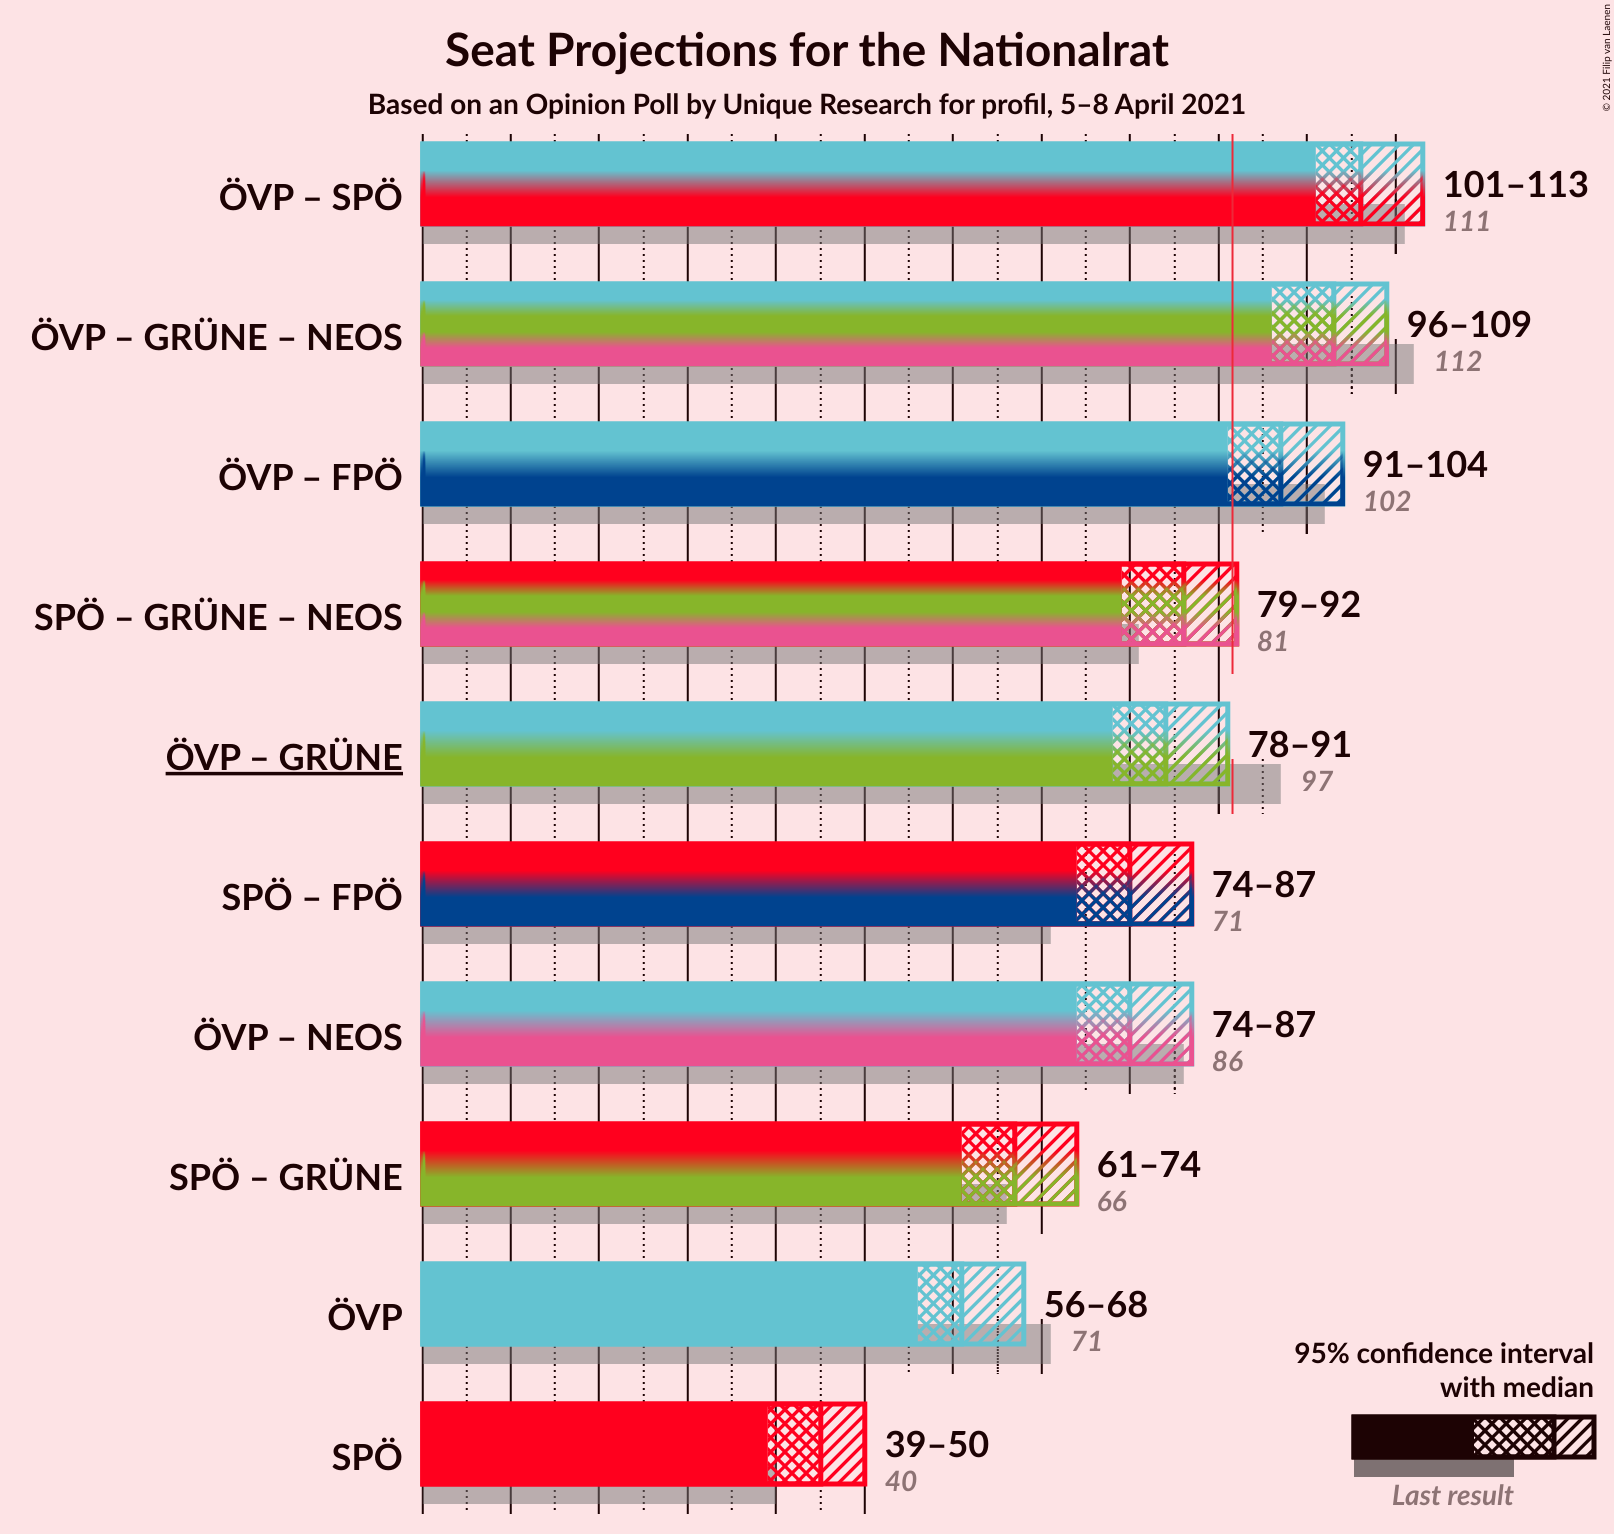 Seat Projections for the Nationalrat
Based on an Opinion Poll by Unique Research for profil, 5–8 April 2021
© 2021 Filip van Laenen
ÖVP – SPÖ
101–113
111
ÖVP – GRÜNE – NEOS
96–109
112
ÖVP – FPÖ
91–104
102
SPÖ – GRÜNE – NEOS
79–92
81
ÖVP – GRÜNE
78–91
97
SPÖ – FPÖ
74–87
71
ÖVP – NEOS
74–87
86
SPÖ – GRÜNE
61–74
66
ÖVP
56–68
71
SPÖ
39–50
40
95% confidence interval
with median
Last result